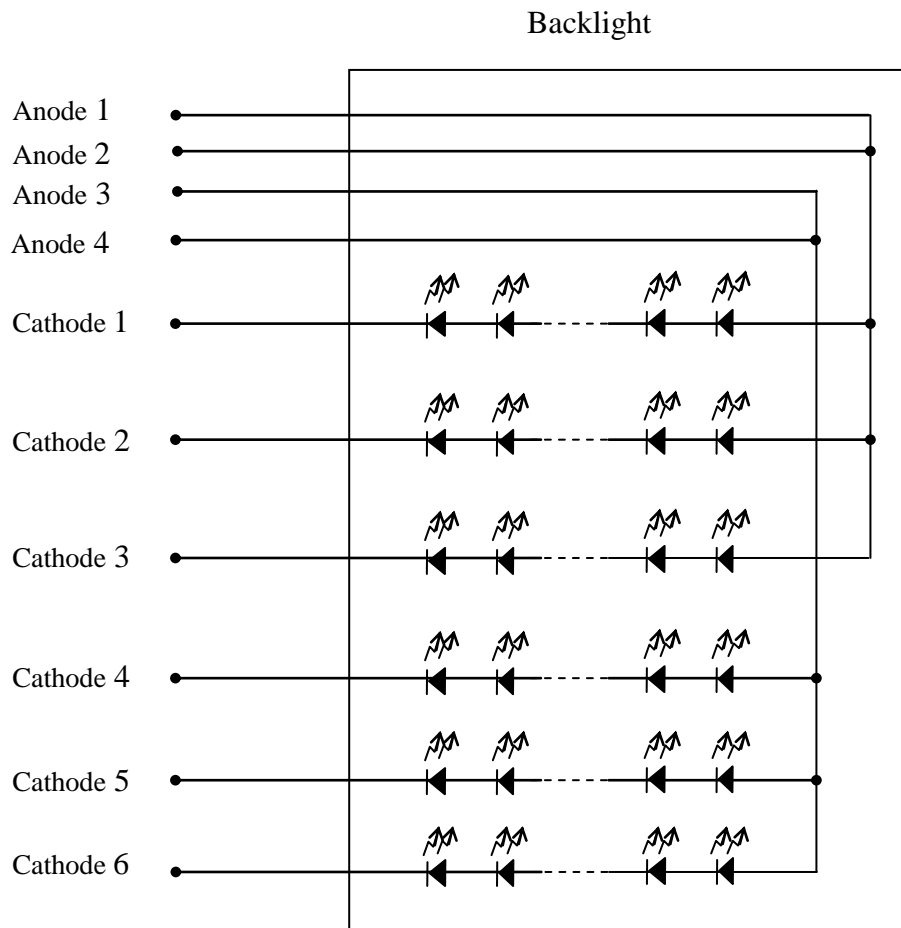 Backlight
Anode 1
Anode 2
Anode 3
Anode 4
Cathode 1
Cathode 2
Cathode 3
Cathode 4
Cathode 5
Cathode 6